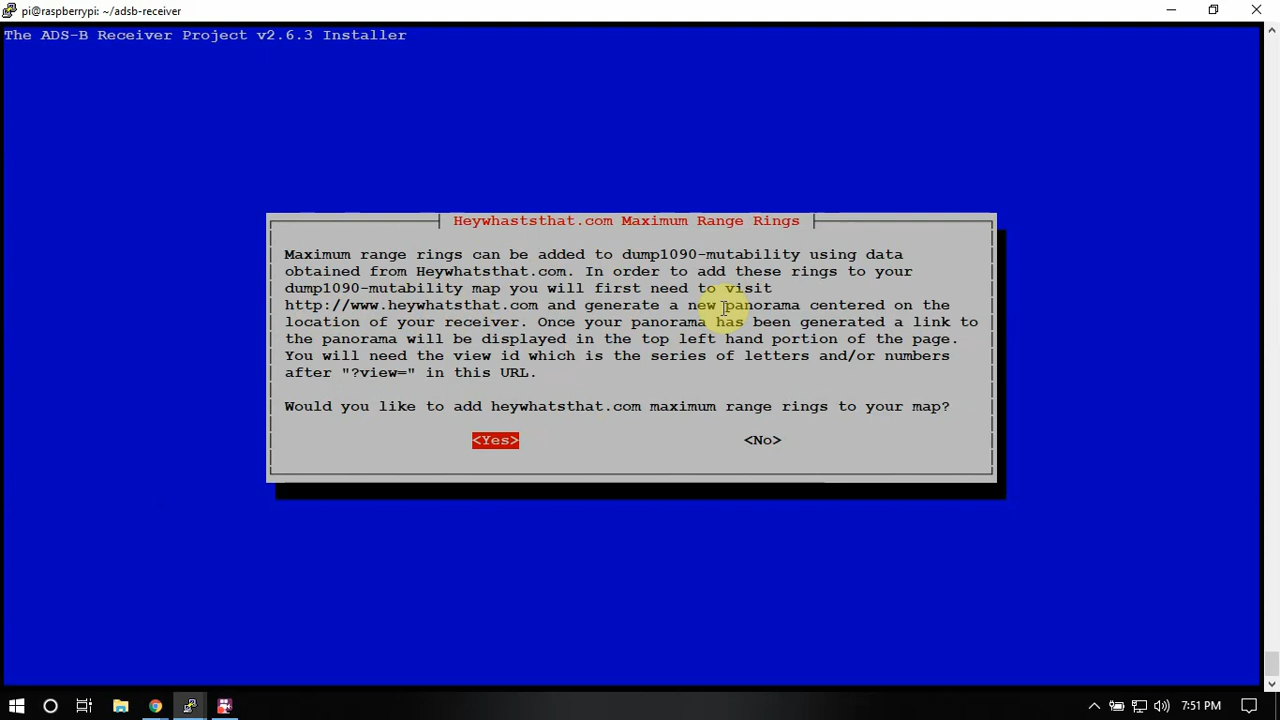 pi@raspberrypi: ~/adsb-receiver
The ADS-B Receiver Project v2.6.3 Installer
Heywhaststhat.com Maximum Range Rings
Maximum range rings can be added to dump1090-mutability using data
obtained from Heywhatsthat.com. In order to add these rings to your
dump1090-mutability map you will first need to visit
http://www.heywhatsthat.com and generate a new panorama centered on the
location of your receiver. Once your panorama has been generated a link to
the panorama will be displayed in the top left hand portion of the page.
You will need the view id which is the series of letters and/or numbers
after "?view=" in this URL.
Would you like to add heywhatsthat.com maximum range rings to your map?
<Yes> <No>
7:51 PM